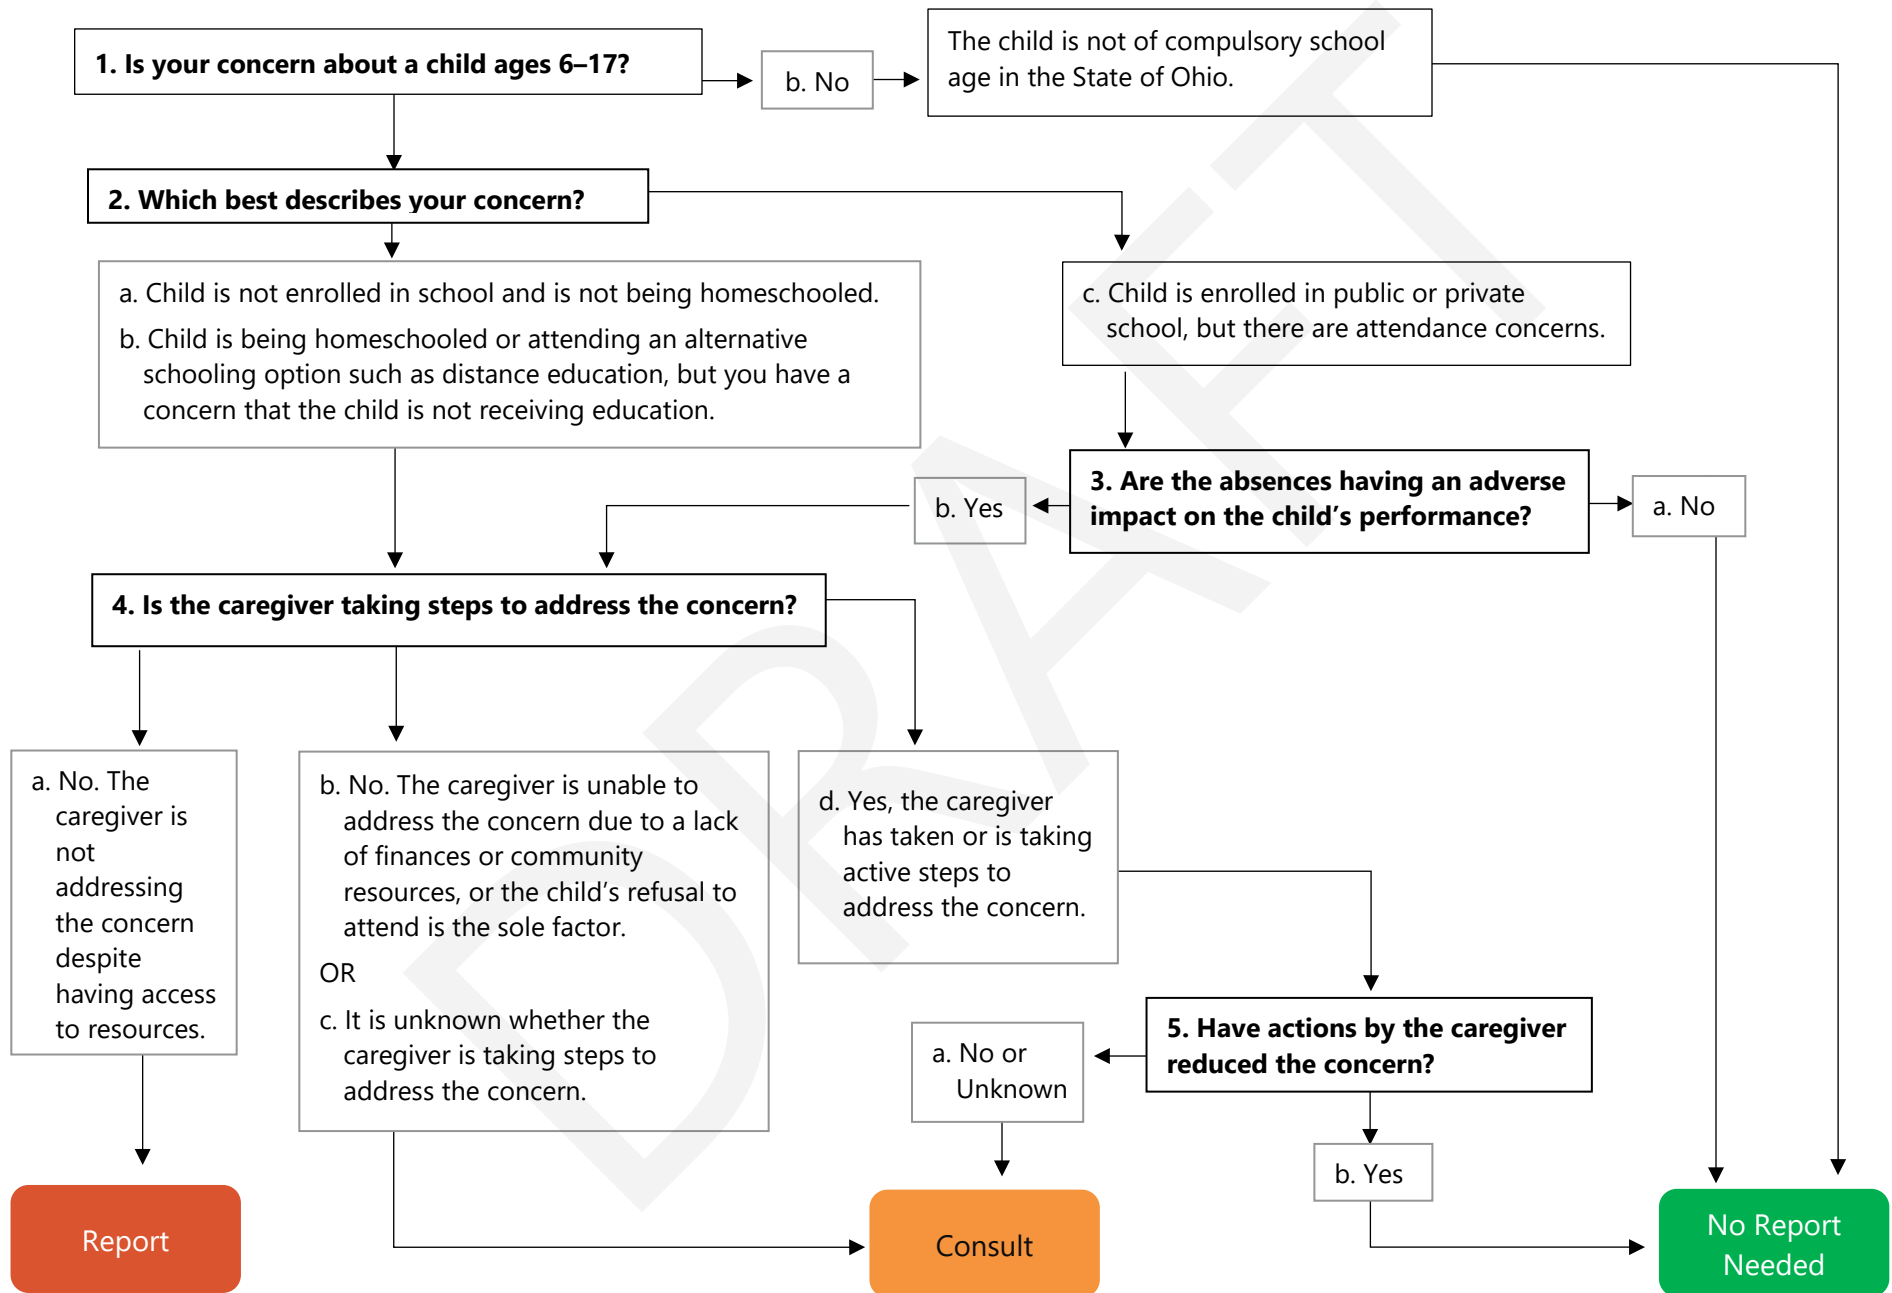 1. Is your concern about a child ages 6–17?
b. No
The child is not of compulsory school
age in the State of Ohio.
2. Which best describes your concern?
a. Child is not enrolled in school and is not being homeschooled.
b. Child is being homeschooled or attending an alternative
schooling option such as distance education, but you have a
concern that the child is not receiving education.
c. Child is enrolled in public or private
school, but there are attendance concerns.
3. Are the absences having an adverse
impact on the child’s performance?
b. Yes
a. No
4. Is the caregiver taking steps to address the concern?
a. No. The
caregiver is
not
addressing
the concern
despite
having access
to resources.
b. No. The caregiver is unable to
address the concern due to a lack
of finances or community
resources, or the child’s refusal to
attend is the sole factor.
OR
c. It is unknown whether the
caregiver is taking steps to
address the concern.
d. Yes, the caregiver
has taken or is taking
active steps to
address the concern.
5. Have actions by the caregiver
reduced the concern?
a. No or
Unknown
b. Yes
Report
Consult
No Report
Needed
DRAFT